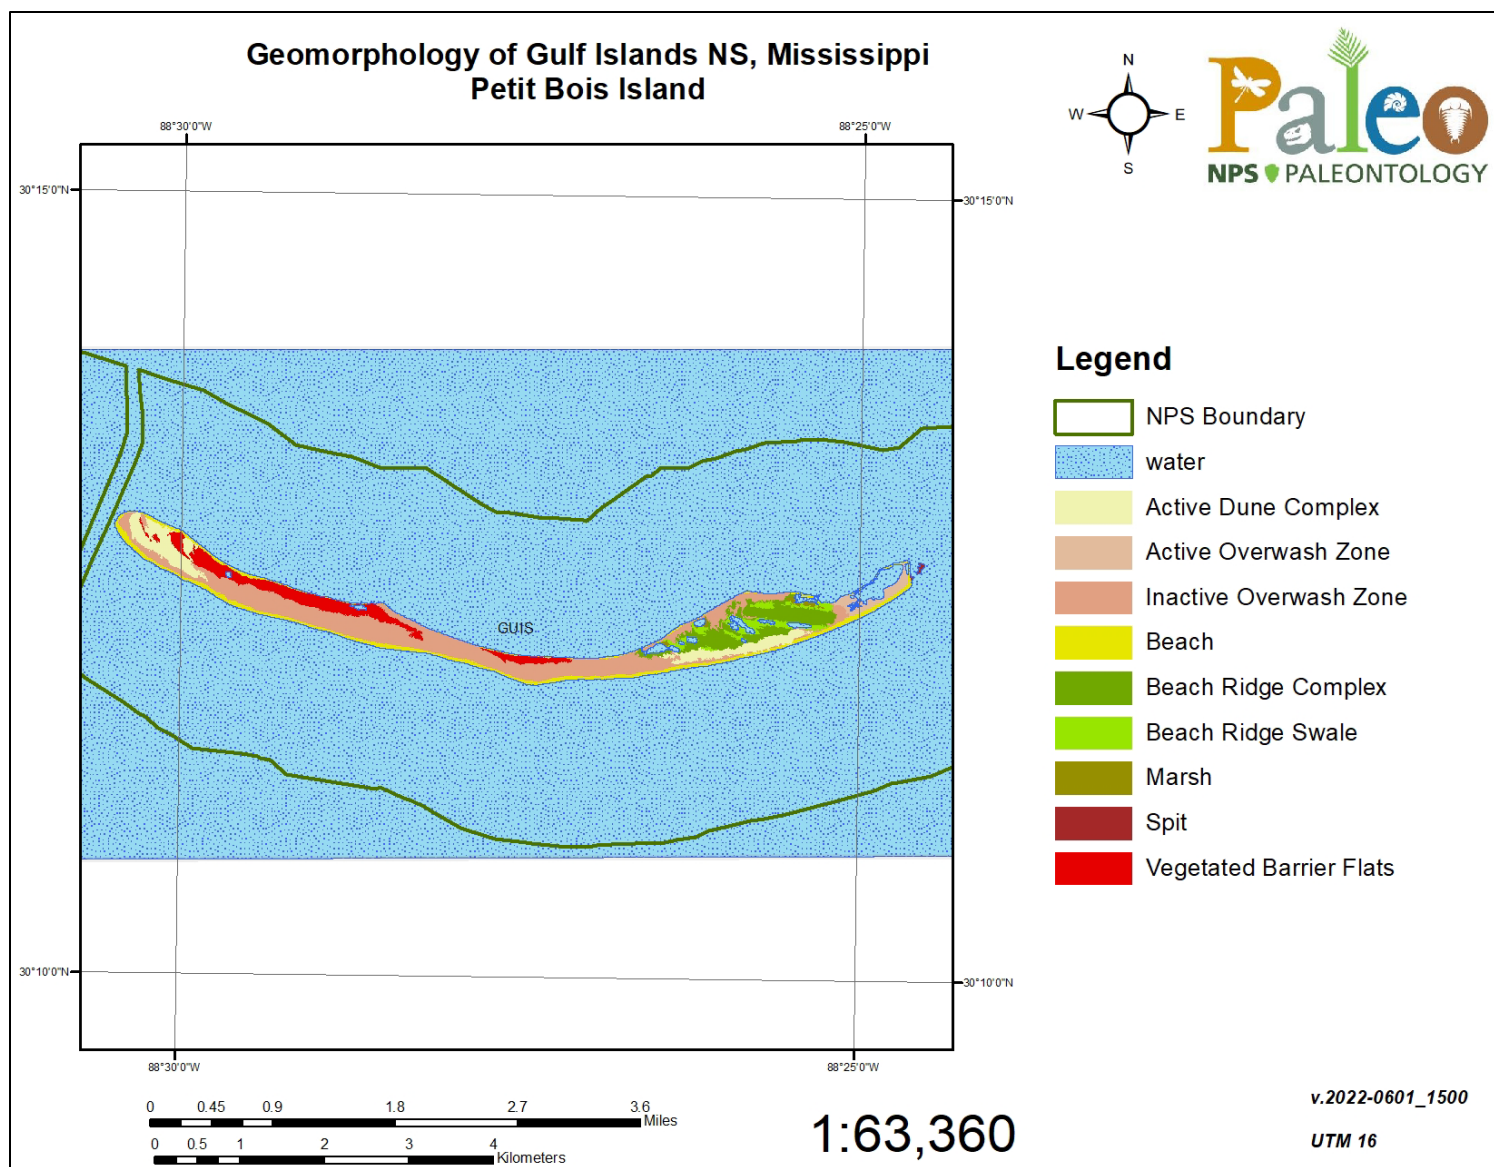 Geomorphology of Gulf Islands NS, Mississippi
Petit Bois Island
N
W E
S
Paleo
NPS PALEONTOLOGY
88°30'0"W 88°25'0"W
30°15'0"N 30°15'0"N
GUIS
30°10'0"N 30°10'0"N
88°30'0"W 88°25'0"W
Legend
NPS Boundary
water
Active Dune Complex
Active Overwash Zone
Inactive Overwash Zone
Beach
Beach Ridge Complex
Beach Ridge Swale
Marsh
Spit
Vegetated Barrier Flats
0 0.45 0.9 1.8 2.7 3.6
Miles
0 0.5 1 2 3 4
Kilometers
1:63,360
v.2022-0601_1500
UTM 16